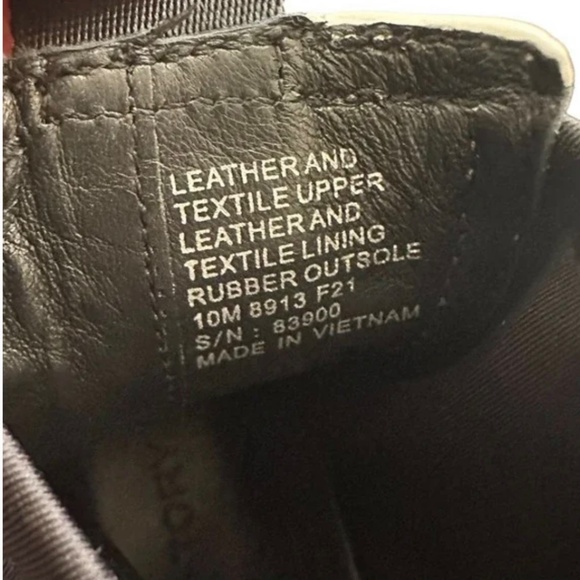 LEATHER AND
TEXTILE UPPER
LEATHER AND
TEXTILE LINING
RUBBER OUTSOLE
10M 8913 F21
S/N : 83900
MADE IN VIETNAM